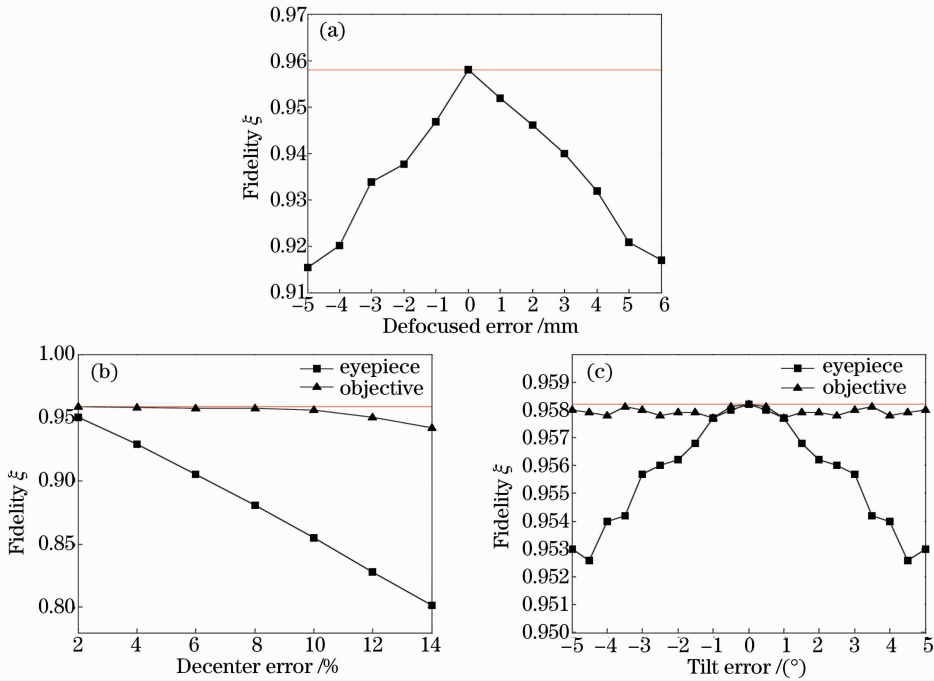 (a)
0.97
0.96
0.95
0.94
0.93
0.92
0.91
Fidelity ξ
−5 −4 −3 −2 −1 0 1 2 3 4 5 6
Defocused error /mm
(b)
eyepiece
objective
1.00
0.95
0.90
0.85
0.80
Fidelity ξ
2 4 6 8 10 12 14
Decenter error /%
(c)
eyepiece
objective
0.959
0.958
0.957
0.956
0.955
0.954
0.953
0.952
0.951
0.950
Fidelity ξ
−5 −4 −3 −2 −1 0 1 2 3 4 5
Tilt error /(°)